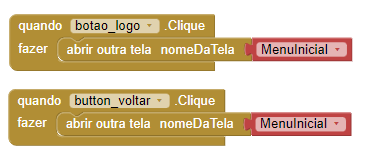 quando botao_logo .Clique
fazer abrir outra tela nomeDaTela MenuInicial
quando button_voltar .Clique
fazer abrir outra tela nomeDaTela MenuInicial